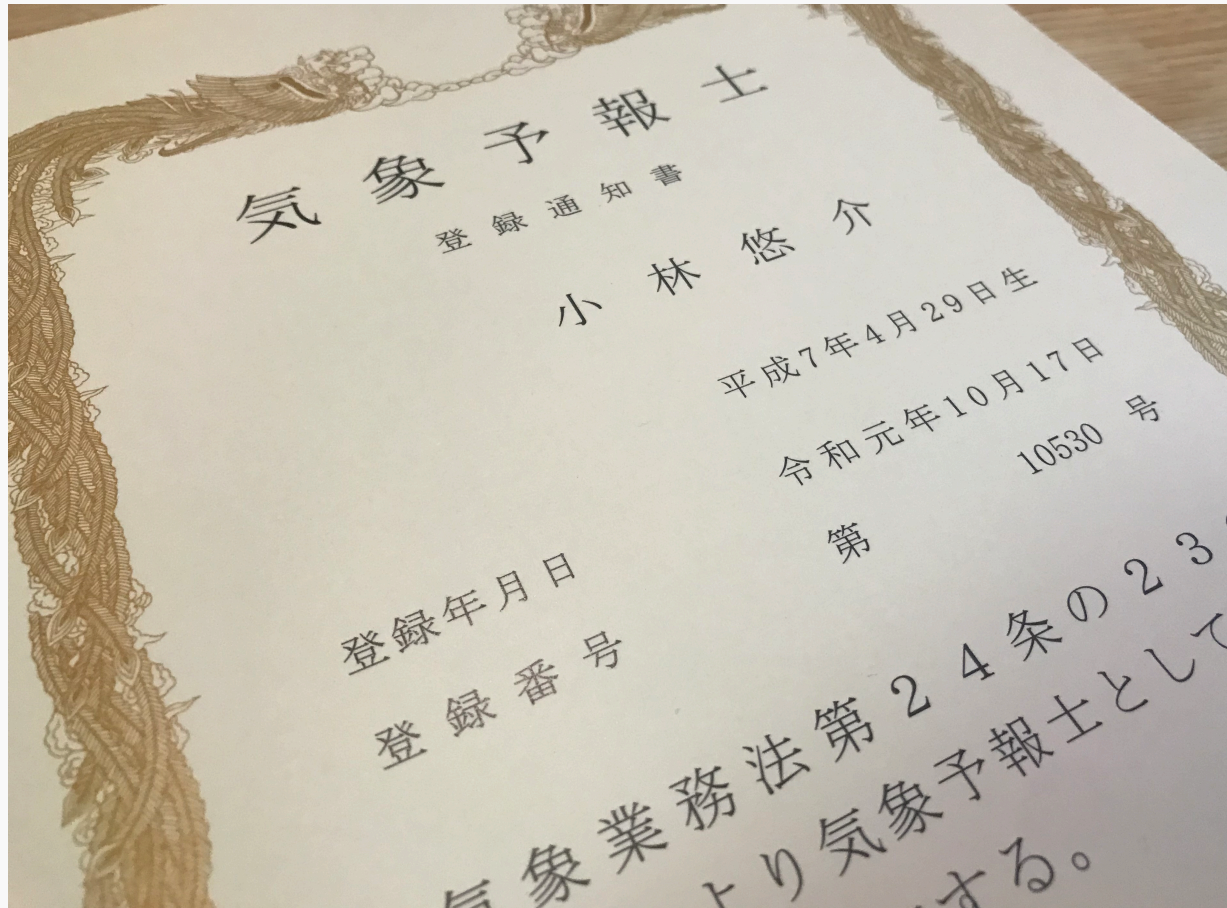 気象予報士
登録通知書
小林悠介
平成7年4月29日生
登録年月日 令和元年10月17日
登録番号 第 10530 号
気象業務法第24条の23
より気象予報士として
する。